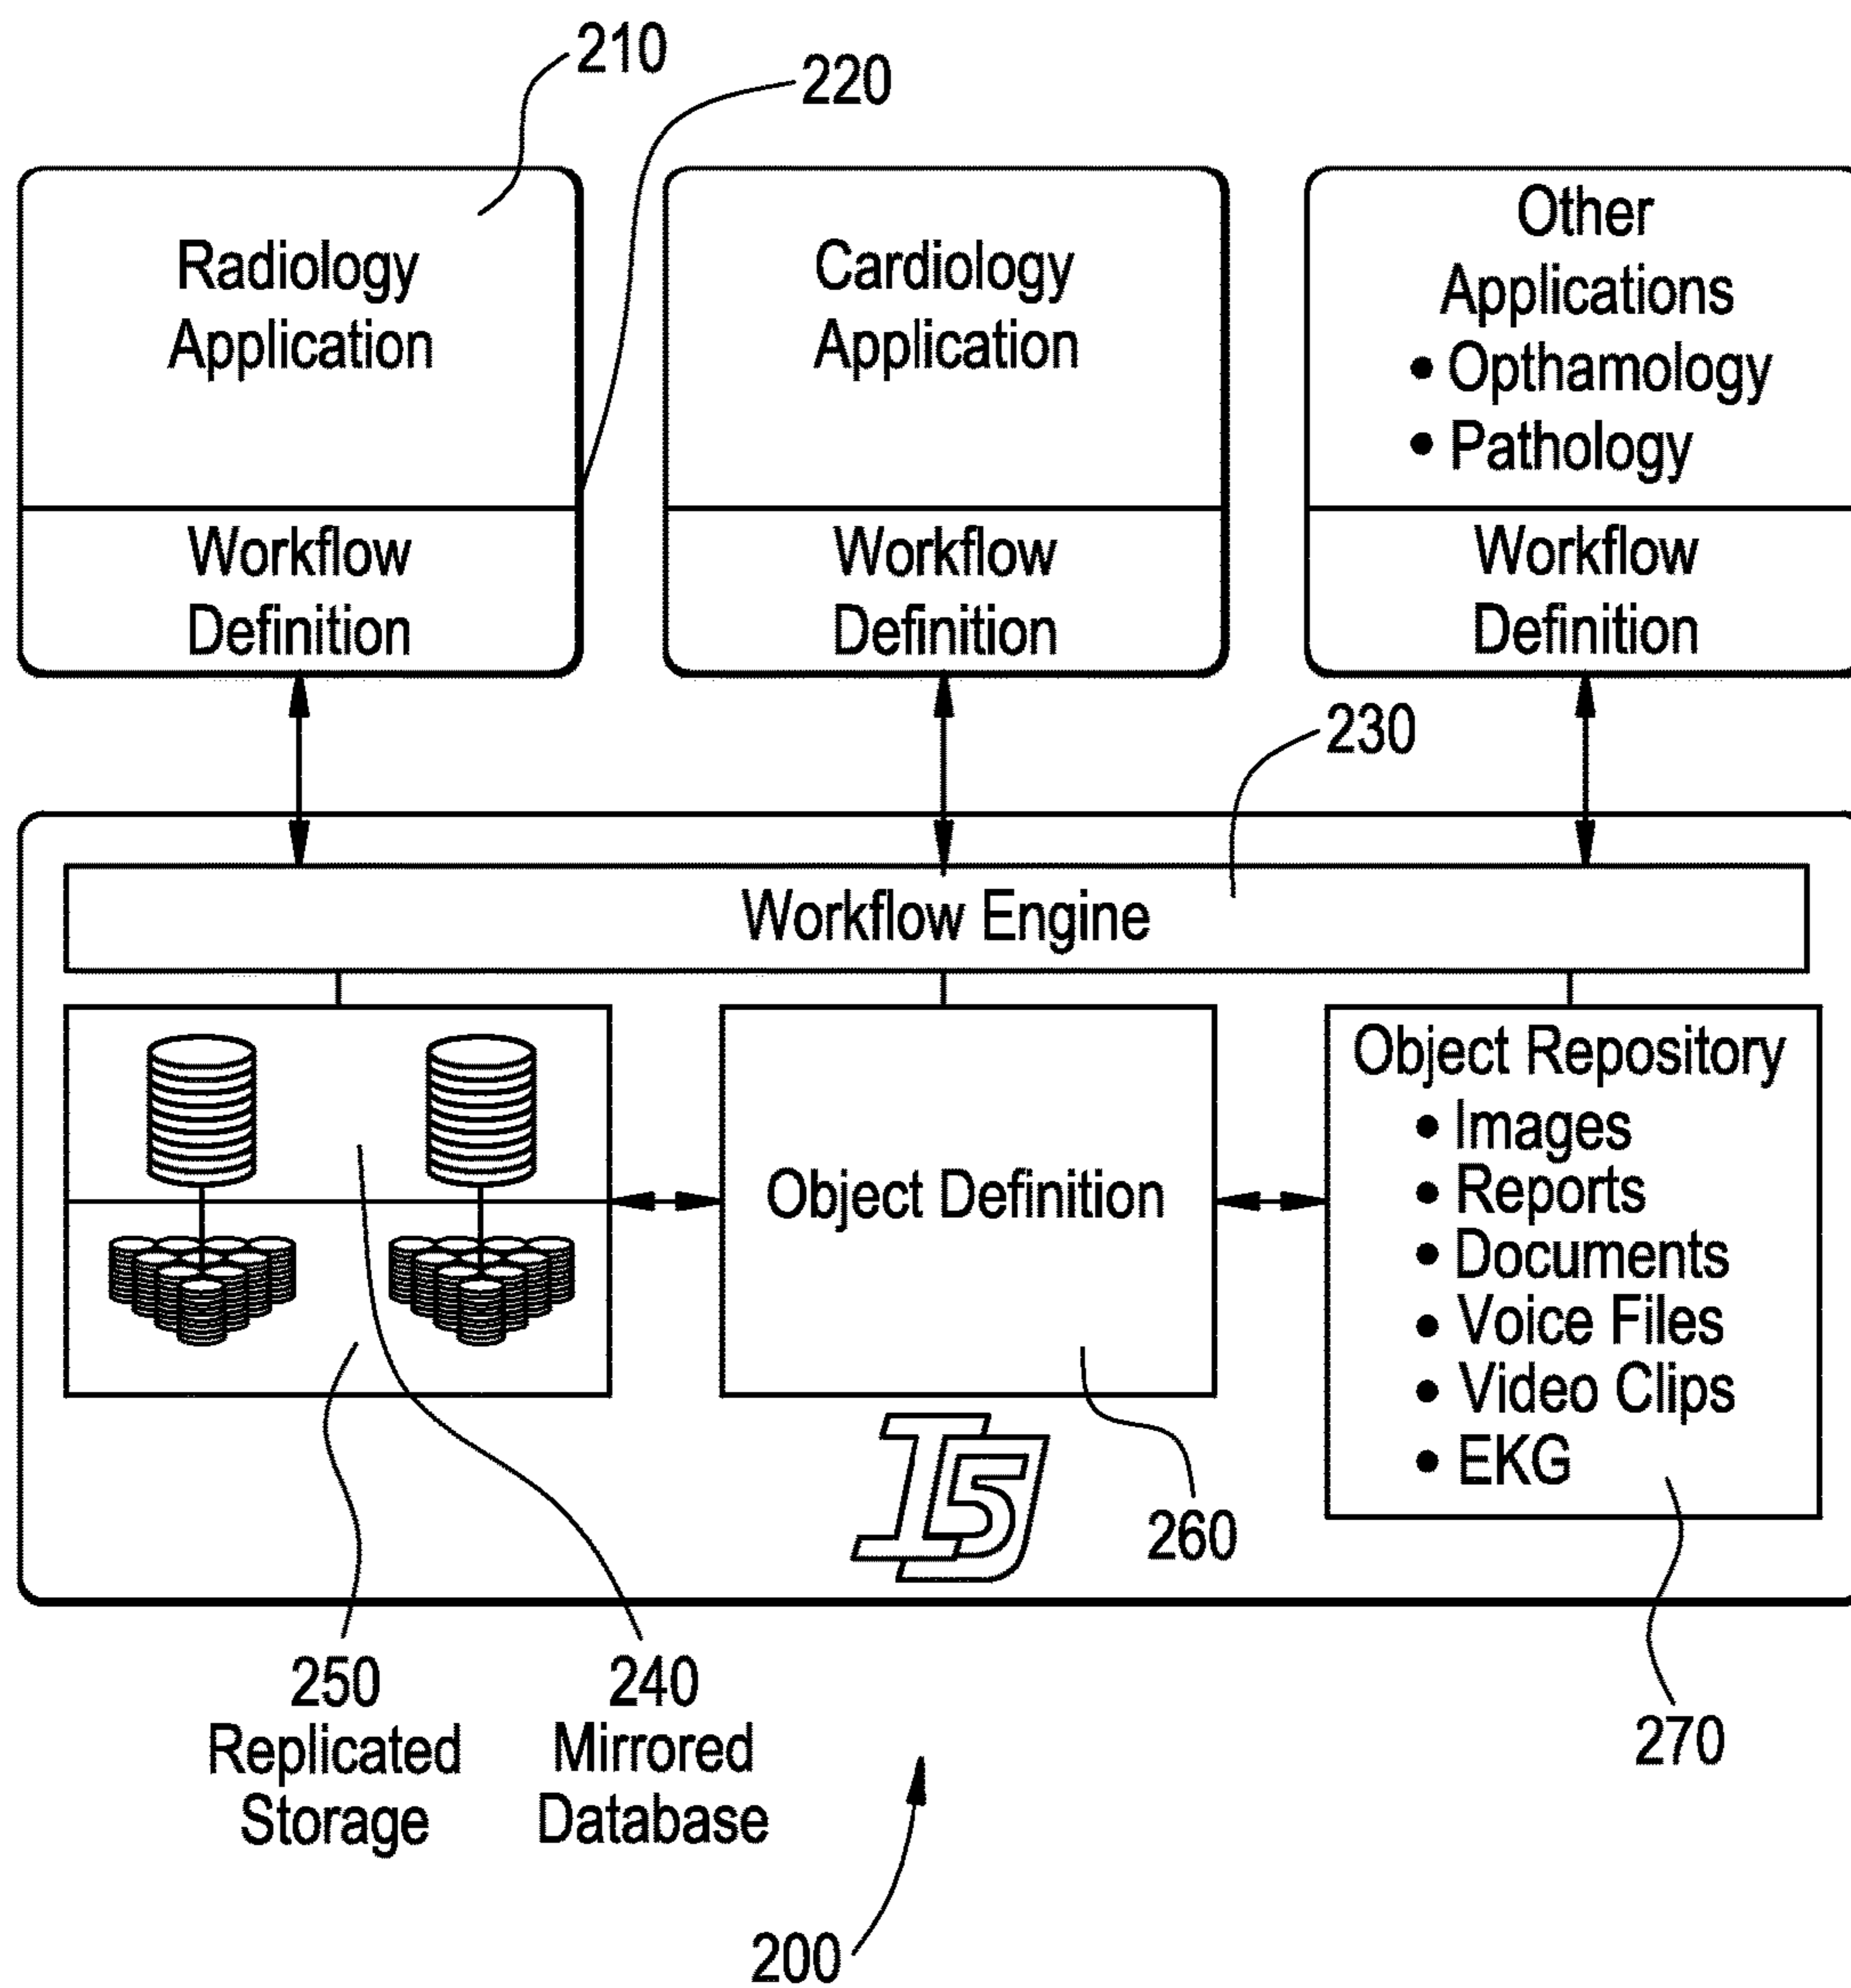 210
220
Radiology
Application
Workflow
Definition
Cardiology
Application
Workflow
Definition
Other
Applications
• Opthamology
• Pathology
Workflow
Definition
230
Workflow Engine
Object Definition
Object Repository
• Images
• Reports
• Documents
• Voice Files
• Video Clips
• EKG
I5
260
250
Replicated
Storage
240
Mirrored
Database
270
200